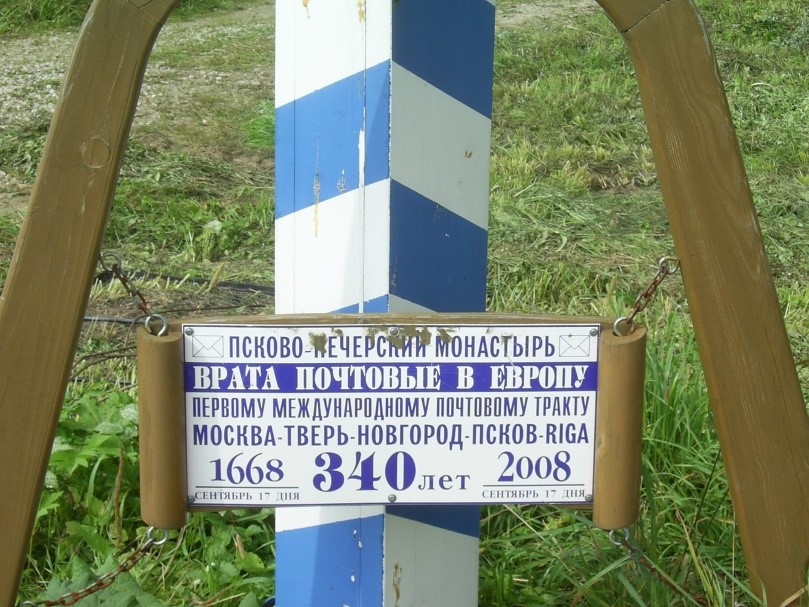 ПСКОВО-ПЕЧЕРСКИЙ МОНАСТЫРЬ
ВРАТА ПОЧТОВЫЕ В ЕВРОПУ
ПЕРВОМУ МЕЖДУНАРОДНОМУ ПОЧТОВОМУ ТРАКТУ
МОСКВА-ТВЕРЬ-НОВГОРОД-ПСКОВ-RIGA
1668 340 лет 2008
СЕНТЯБРЬ 17 ДНЯ СЕНТЯБРЬ 17 ДНЯ